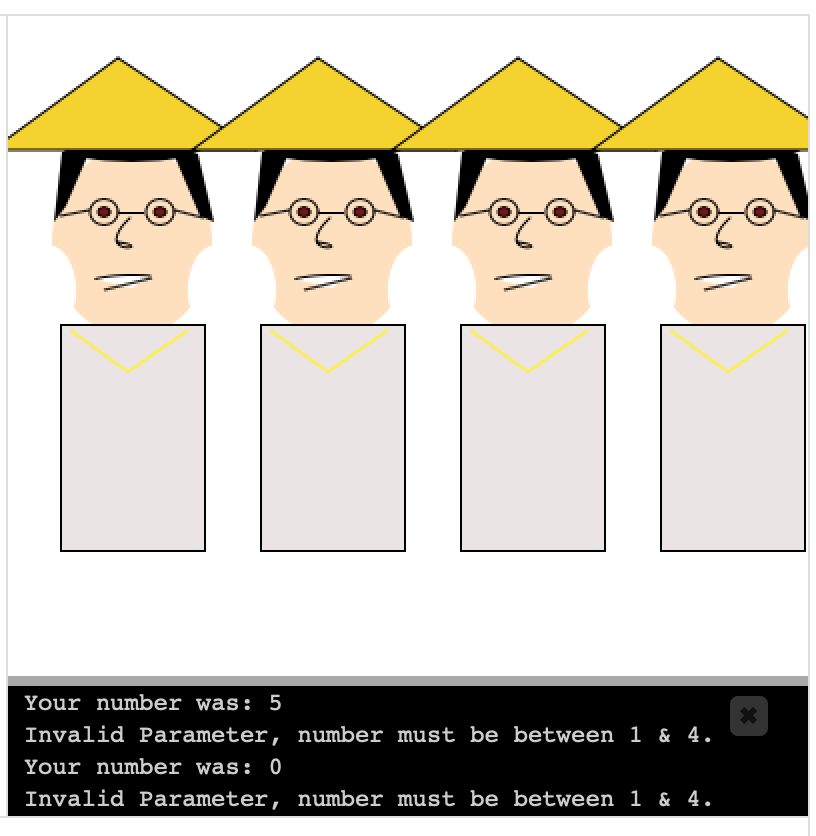 Your number was: 5
Invalid Parameter, number must be between 1 & 4.
Your number was: 0
Invalid Parameter, number must be between 1 & 4.